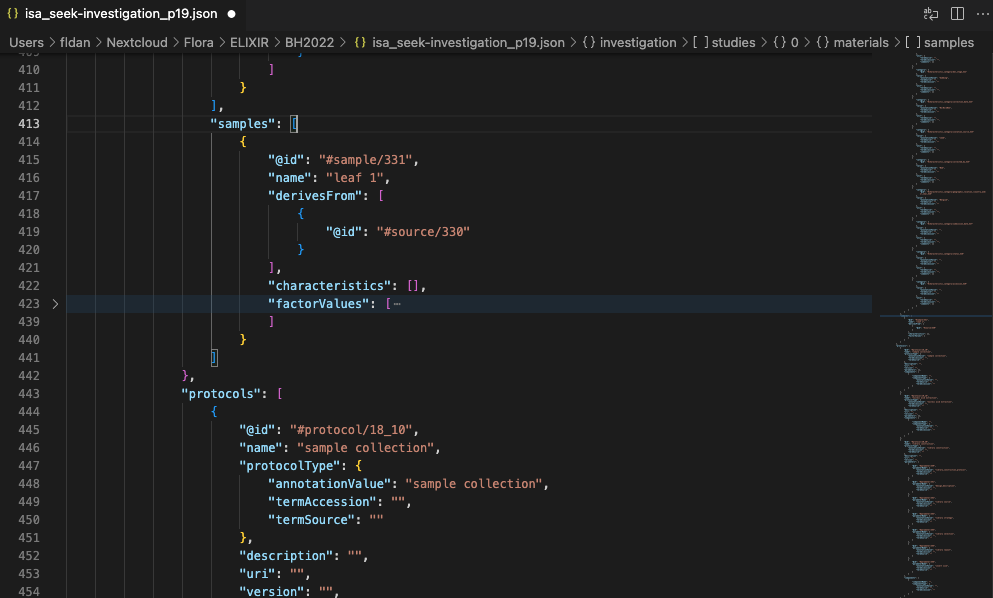 {} isa_seek-investigation_p19.json ●
Users > fldan > Nextcloud > Flora > ELIXIR > BH2022 > {} isa_seek-investigation_p19.json > {} investigation > [ ] studies > {} 0 > {} materials > [ ] samples
410 ]
411 }
412 ],
413 "samples": [
414 {
415 "@id": "#sample/331",
416 "name": "leaf 1",
417 "derivesFrom": [
418 {
419 "@id": "#source/330"
420 }
421 ],
422 "characteristics": [],
423 > "factorValues": [⋯
439 ]
440 }
441 ]
442 },
443 "protocols": [
444 {
445 "@id": "#protocol/18_10",
446 "name": "sample collection",
447 "protocolType": {
448 "annotationValue": "sample collection",
449 "termAccession": "",
450 "termSource": ""
451 },
452 "description": "",
453 "uri": "",
454 "version": "",